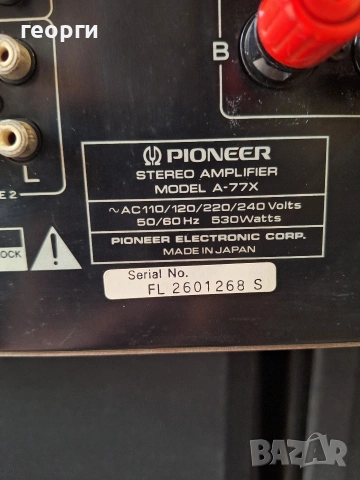 георги
B
L
E 2
OCK
PIONEER
STEREO AMPLIFIER
MODEL A-77X
~AC110/120/220/240 Volts
50/60 Hz 530Watts
PIONEER ELECTRONIC CORP.
MADE IN JAPAN
Serial No.
FL 2601268 S
BAZAR